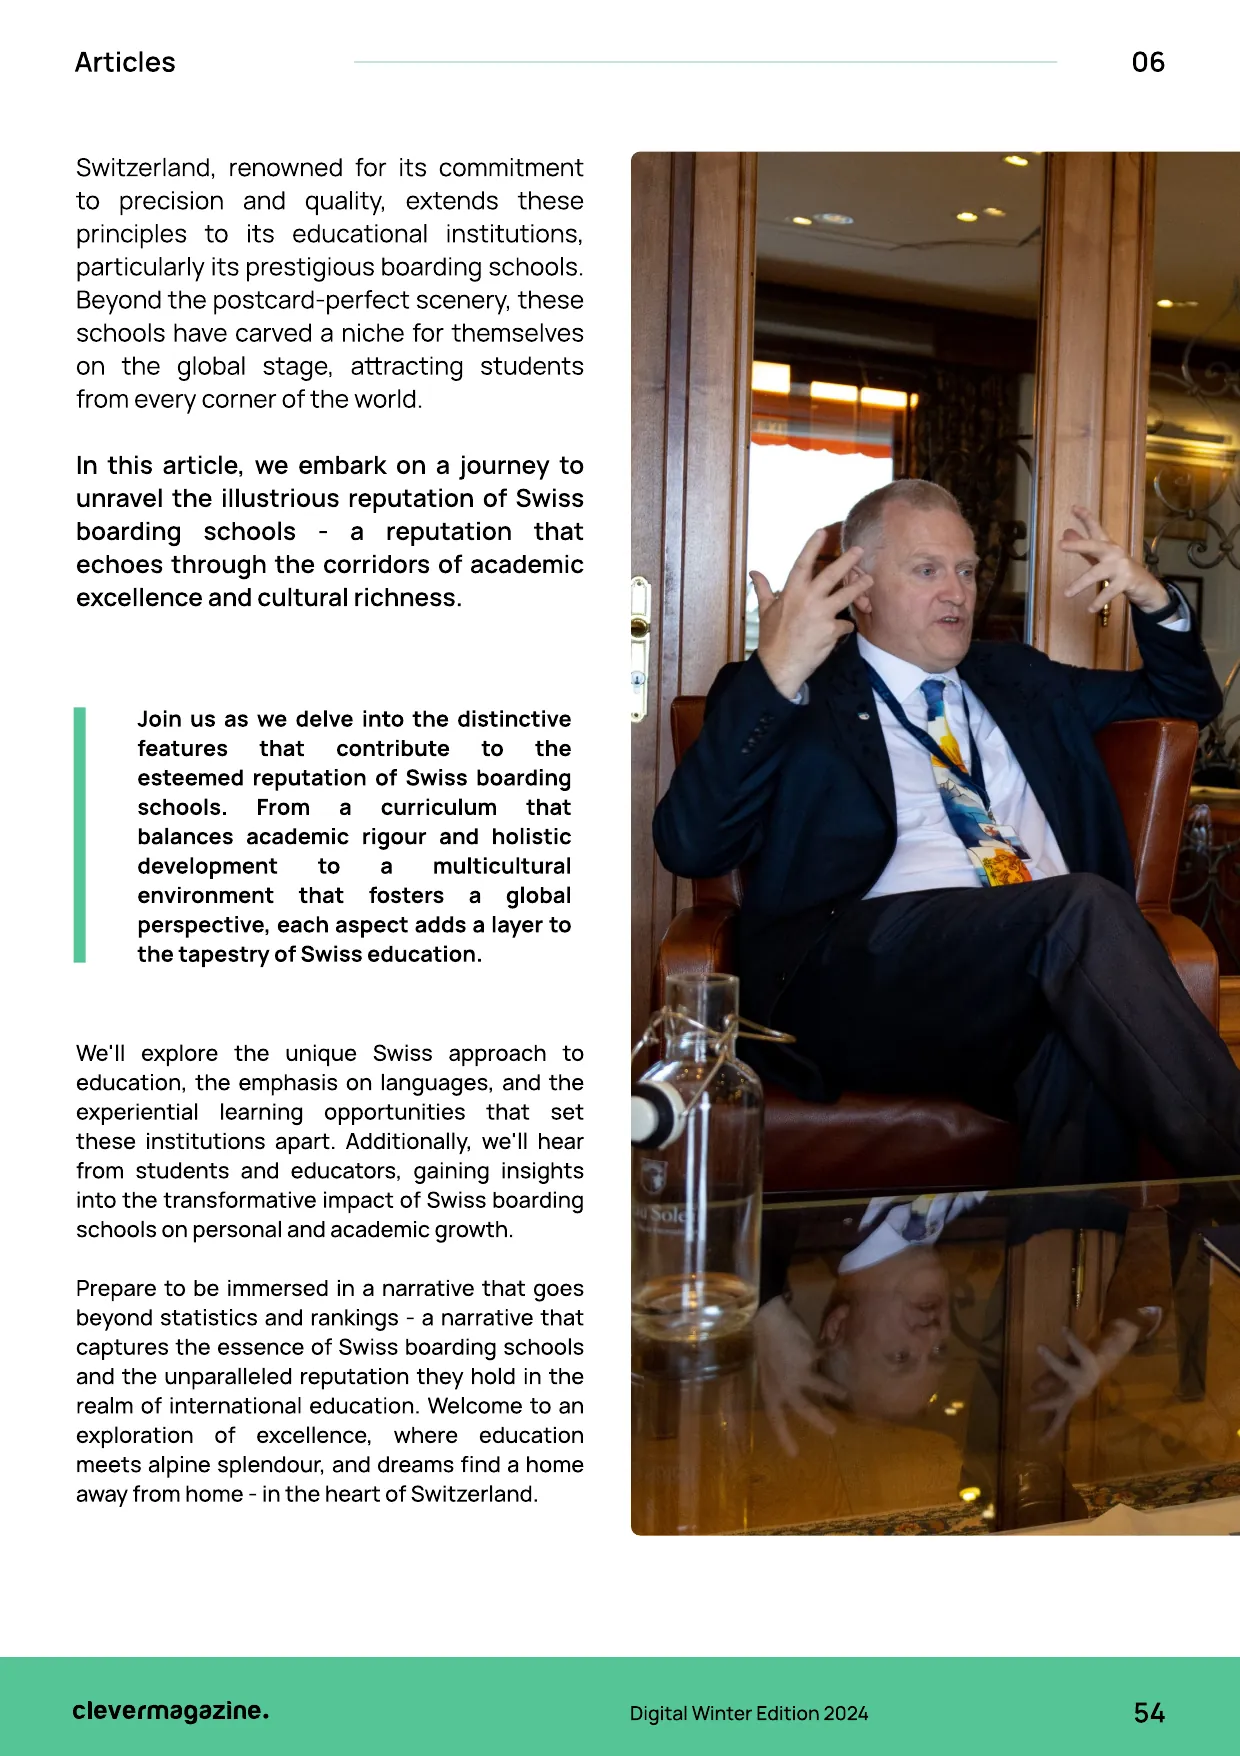 Articles
06
Switzerland, renowned for its commitment
to precision and quality, extends these
principles to its educational institutions,
particularly its prestigious boarding schools.
Beyond the postcard-perfect scenery, these
schools have carved a niche for themselves
on the global stage, attracting students
from every corner of the world.
In this article, we embark on a journey to
unravel the illustrious reputation of Swiss
boarding schools - a reputation that
echoes through the corridors of academic
excellence and cultural richness.
Join us as we delve into the distinctive
features that contribute to the
esteemed reputation of Swiss boarding
schools. From a curriculum that
balances academic rigour and holistic
development to a multicultural
environment that fosters a global
perspective, each aspect adds a layer to
the tapestry of Swiss education.
We'll explore the unique Swiss approach to
education, the emphasis on languages, and the
experiential learning opportunities that set
these institutions apart. Additionally, we'll hear
from students and educators, gaining insights
into the transformative impact of Swiss boarding
schools on personal and academic growth.
Prepare to be immersed in a narrative that goes
beyond statistics and rankings - a narrative that
captures the essence of Swiss boarding schools
and the unparalleled reputation they hold in the
realm of international education. Welcome to an
exploration of excellence, where education
meets alpine splendour, and dreams find a home
away from home - in the heart of Switzerland.
clevermagazine.
Digital Winter Edition 2024
54